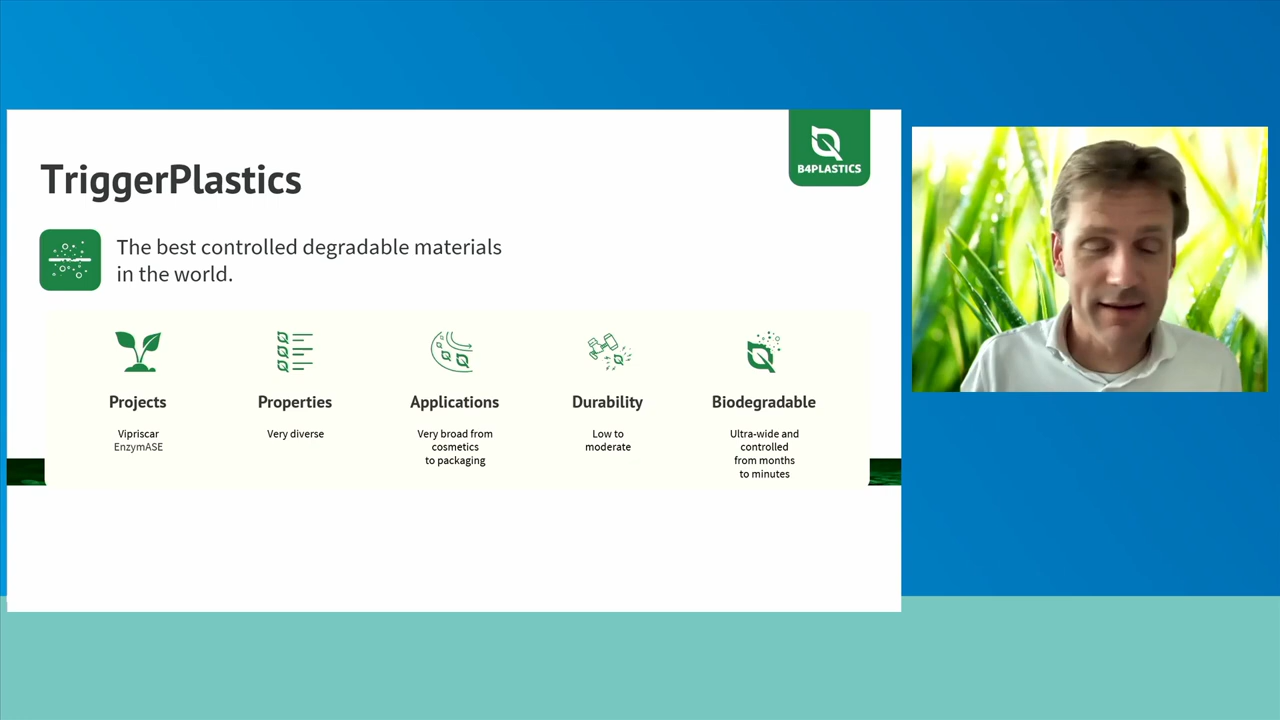 B4PLASTICS
TriggerPlastics
The best controlled degradable materials
in the world.
Projects
Vipriscar
EnzymASE
Properties
Very diverse
Applications
Very broad from
cosmetics
to packaging
Durability
Low to
moderate
Biodegradable
Ultra-wide and
controlled
from months
to minutes